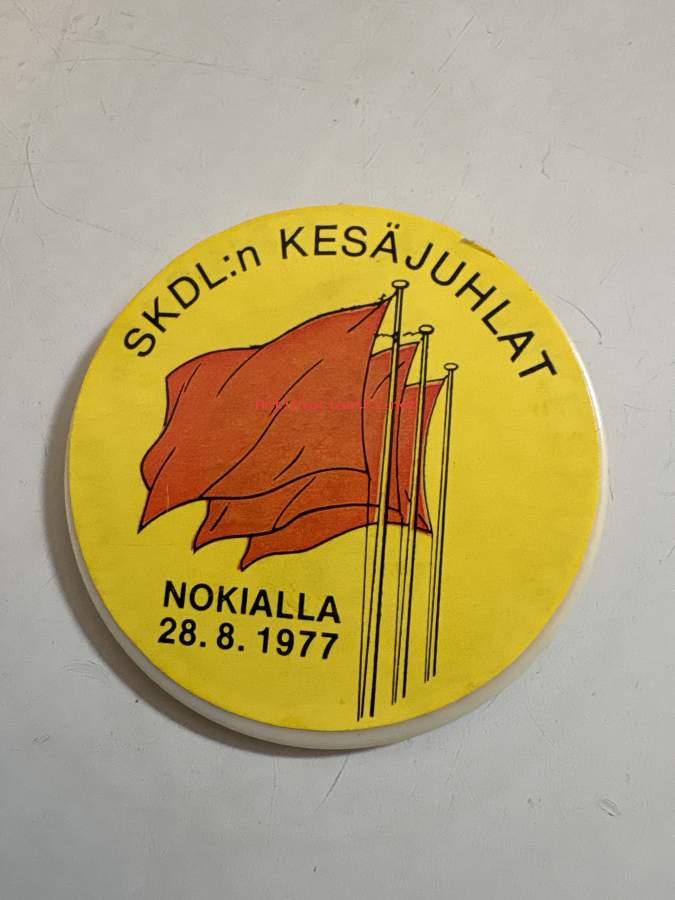 SKDL:n KESÄJUHLAT
NOKIALLA
28. 8. 1977